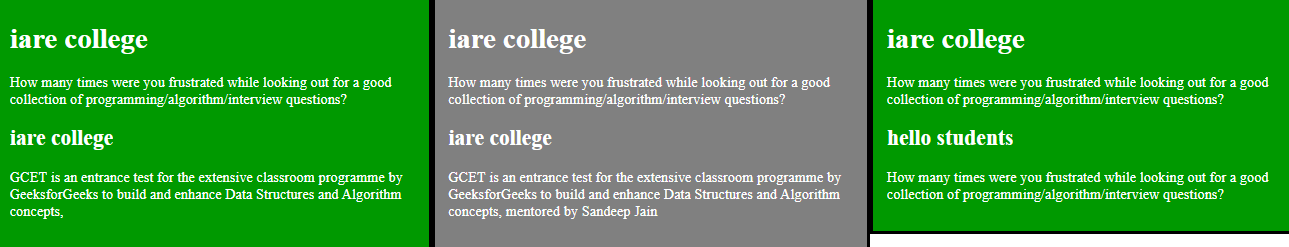 iare college
How many times were you frustrated while looking out for a good
collection of programming/algorithm/interview questions?
iare college
GCET is an entrance test for the extensive classroom programme by
GeeksforGeeks to build and enhance Data Structures and Algorithm
concepts,
iare college
How many times were you frustrated while looking out for a good
collection of programming/algorithm/interview questions?
iare college
GCET is an entrance test for the extensive classroom programme by
GeeksforGeeks to build and enhance Data Structures and Algorithm
concepts, mentored by Sandeep Jain
iare college
How many times were you frustrated while looking out for a good
collection of programming/algorithm/interview questions?
hello students
How many times were you frustrated while looking out for a good
collection of programming/algorithm/interview questions?